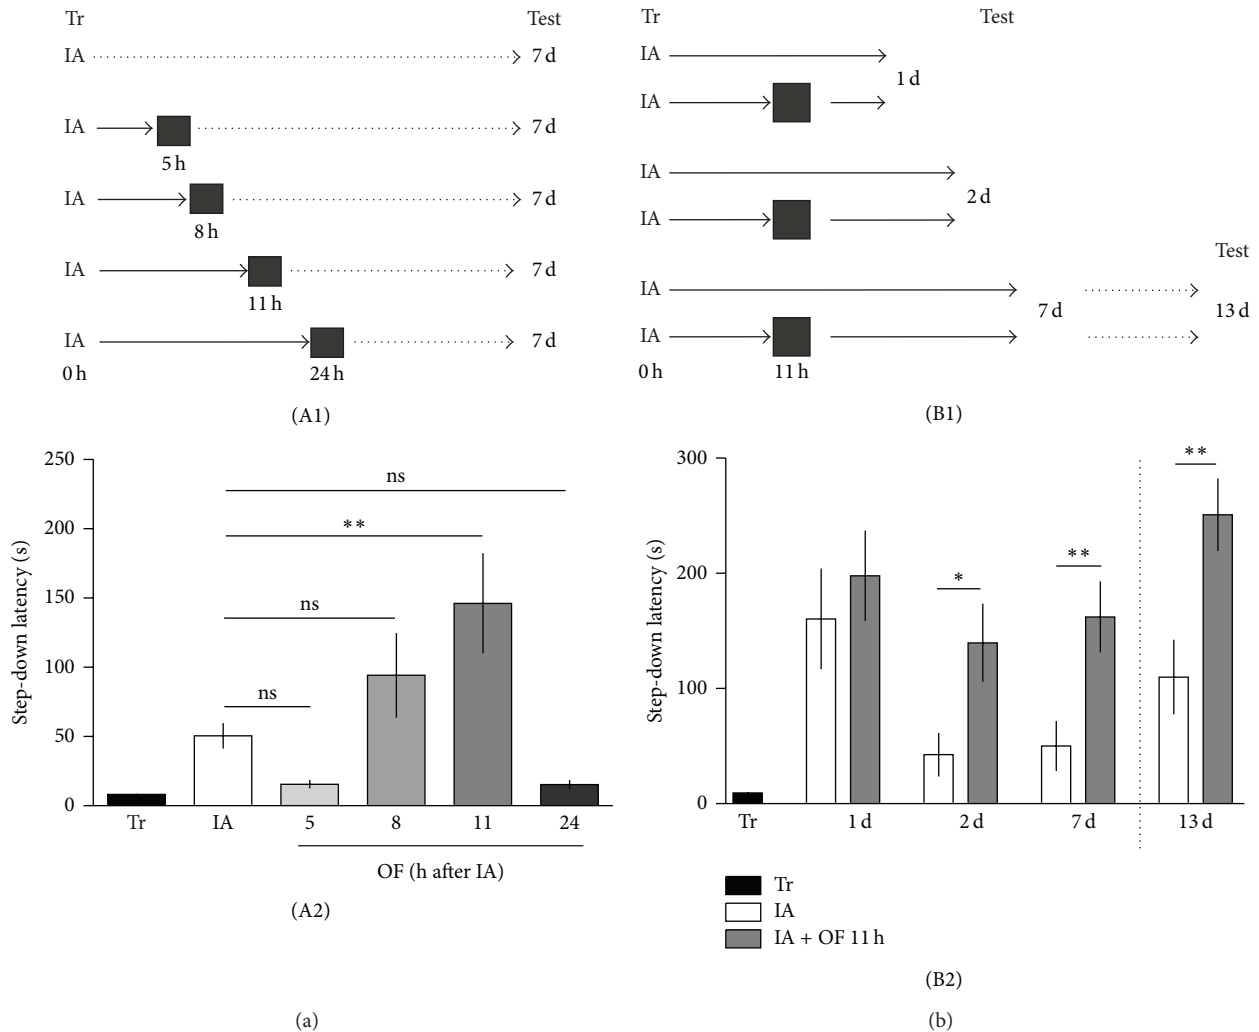 Tr Test
IA 7 d
IA 7 d
5 h
IA 7 d
8 h
IA 7 d
11 h
IA 7 d
0 h 24 h
(A1)
Tr Test
IA
1 d
IA
IA
2 d
IA
Test
IA
7 d 13 d
IA
0 h 11 h
(B1)
250
200
150
100
50
0
Step-down latency (s)
ns
**
ns
ns
Tr IA 5 8 11 24
OF (h after IA)
(A2)
300
200
100
0
Step-down latency (s)
**
**
*
Tr 1 d 2 d 7 d 13 d
Tr
IA
IA + OF 11 h
(B2)
(a) (b)